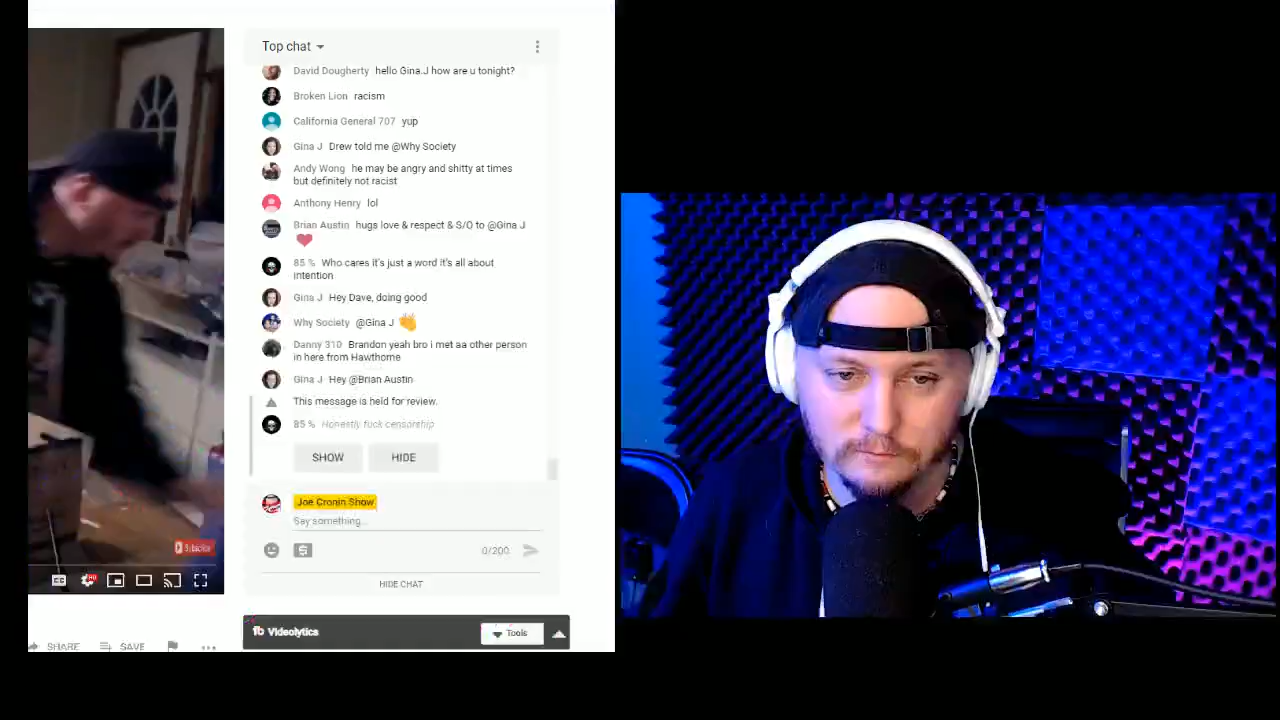 Top chat
David Dougherty hello Gina.J how are u tonight?
Broken Lion racism
California General 707 yup
Gina J Drew told me @Why Society
Andy Wong he may be angry and shitty at times
but definitely not racist
Anthony Henry lol
Brian Austin hugs love & respect & S/O to @Gina J
85 % Who cares it's just a word it's all about
intention
Gina J Hey Dave, doing good
Why Society @Gina J
Danny 310 Brandon yeah bro i met aa other person
in here from Hawthorne
Gina J Hey @Brian Austin
This message is held for review.
85 % Honestly fuck censorship
SHOW HIDE
Joe Cronin Show
Say something...
0/200
HIDE CHAT
Subscribe
CC HD
tb Videolytics Tools
SHARE SAVE